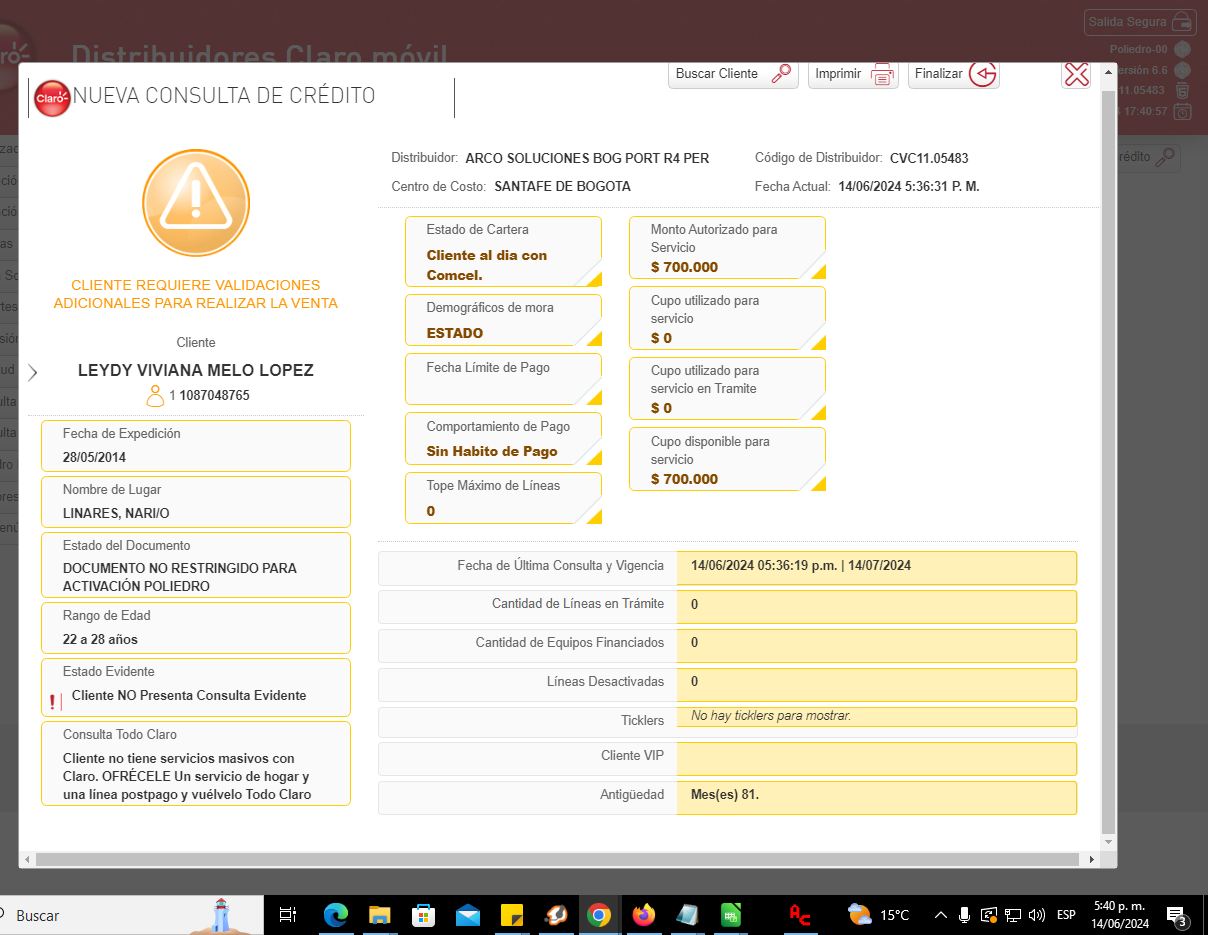 Salida Segura
Distribuidores Claro móvil
Poliedro-00
ersión 6.6
11.05483
17:40:57
Buscar Cliente
Imprimir
Finalizar
Claro
NUEVA CONSULTA DE CRÉDITO
rédito
Distribuidor: ARCO SOLUCIONES BOG PORT R4 PER
Código de Distribuidor: CVC11.05483
Centro de Costo: SANTAFE DE BOGOTA
Fecha Actual: 14/06/2024 5:36:31 P. M.
CLIENTE REQUIERE VALIDACIONES
ADICIONALES PARA REALIZAR LA VENTA
Cliente
LEYDY VIVIANA MELO LOPEZ
1 1087048765
Fecha de Expedición
28/05/2014
Nombre de Lugar
LINARES, NARI/O
Estado del Documento
DOCUMENTO NO RESTRINGIDO PARA
ACTIVACIÓN POLIEDRO
Rango de Edad
22 a 28 años
Estado Evidente
Cliente NO Presenta Consulta Evidente
Consulta Todo Claro
Cliente no tiene servicios masivos con
Claro. OFRÉCELE Un servicio de hogar y
una línea postpago y vuélvelo Todo Claro
Estado de Cartera
Cliente al dia con
Comcel.
Demográficos de mora
ESTADO
Fecha Límite de Pago
Comportamiento de Pago
Sin Habito de Pago
Tope Máximo de Líneas
0
Monto Autorizado para
Servicio
$ 700.000
Cupo utilizado para
servicio
$ 0
Cupo utilizado para
servicio en Tramite
$ 0
Cupo disponible para
servicio
$ 700.000
Fecha de Última Consulta y Vigencia 14/06/2024 05:36:19 p.m. | 14/07/2024
Cantidad de Líneas en Trámite 0
Cantidad de Equipos Financiados 0
Líneas Desactivadas 0
Ticklers No hay ticklers para mostrar.
Cliente VIP
Antigüedad Mes(es) 81.
Buscar
15°C
ESP
5:40 p. m.
14/06/2024
3